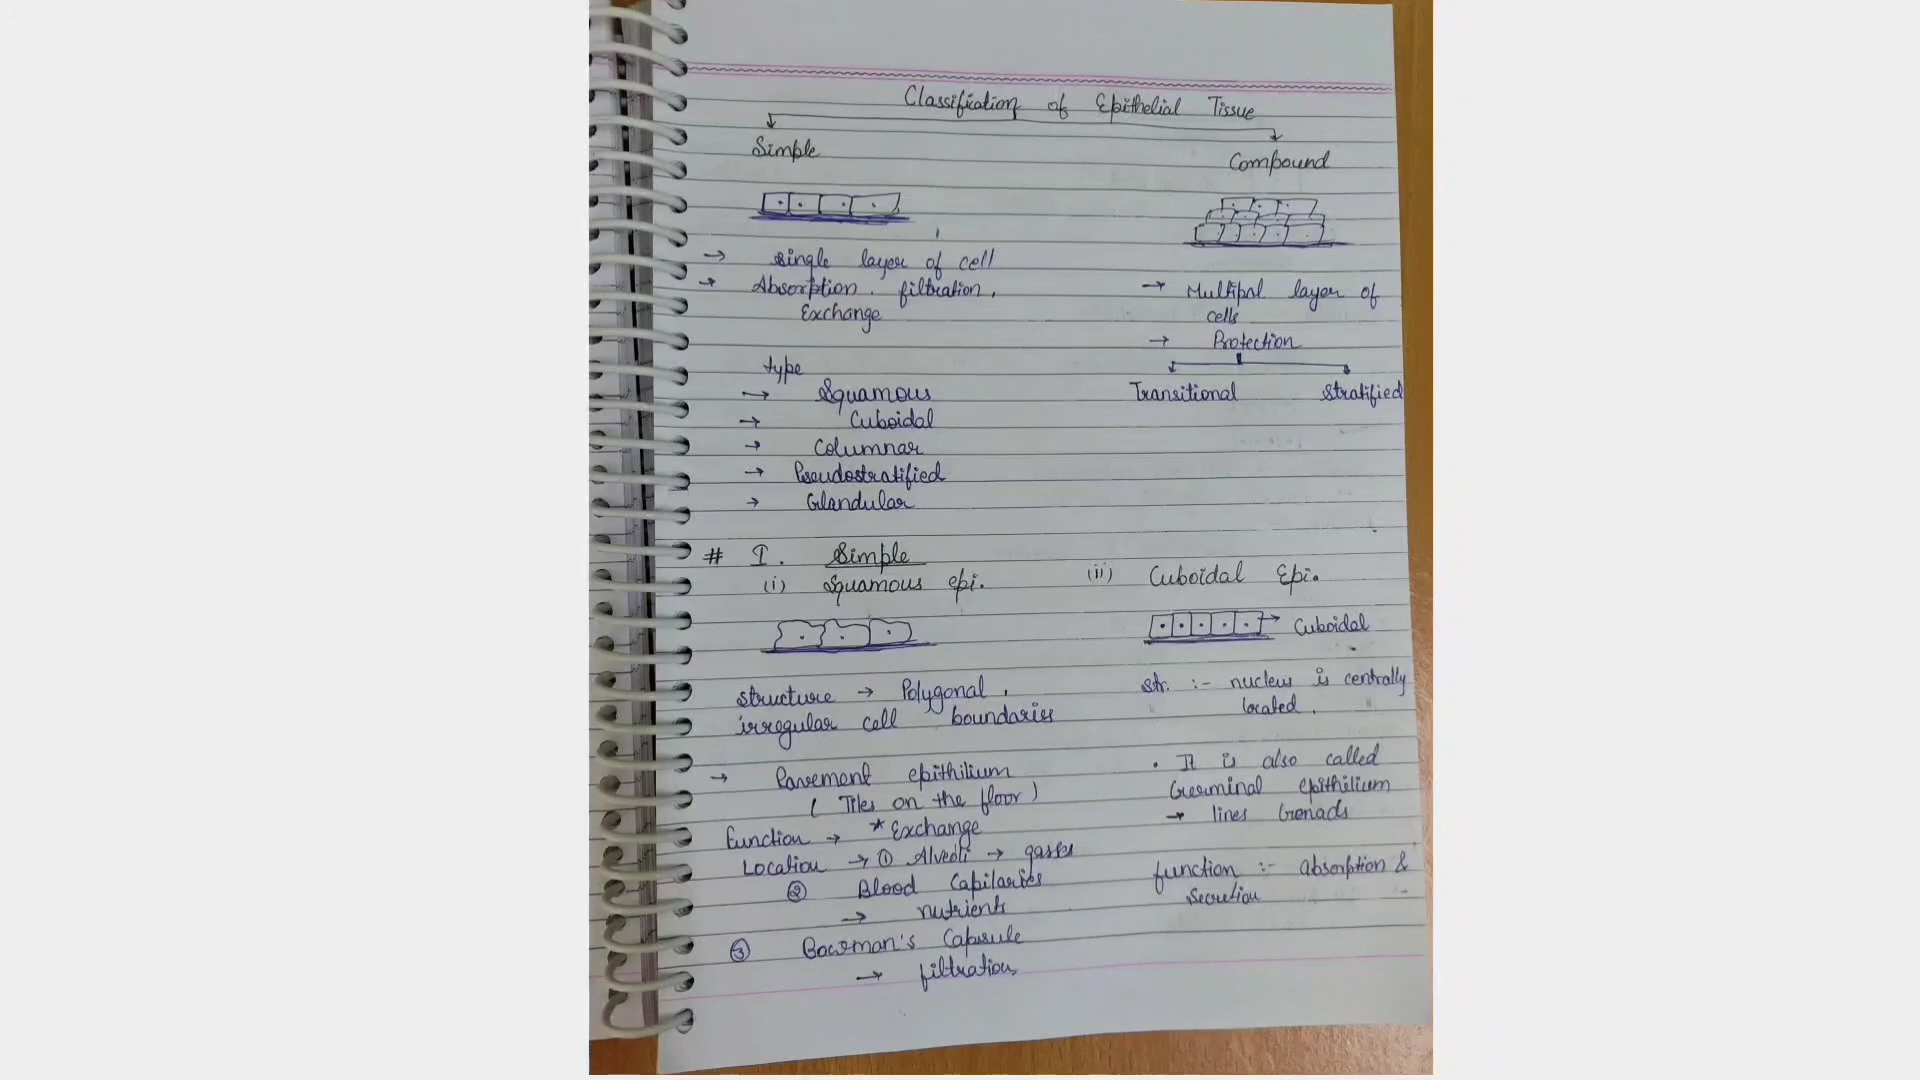 Classification of Epithelial Tissue
Simple
Compound
→ single layer of cell
→ Absorption, filtration,
Exchange
→ Multipal layer of
cells
→ Protection
Transitional Stratified
type
→ Squamous
→ Cuboidal
→ Columnar
→ Pseudostratified
→ Glandular
# I. Simple
(i) Squamous epi.
structure → Polygonal,
irregular cell boundaries
→ Pavement epithilium
( Tiles on the floor )
Function → *Exchange
Location → ① Alveoli → gases
② Blood Capilaries
→ nutrients
③ Bowman's Capsule
→ filtration
(ii) Cuboidal Epi.
Cuboidal
str. :- nucleus is centrally
located.
. It is also called
Germinal epithilium
→ lines Gonads
function :- absorption &
secretion